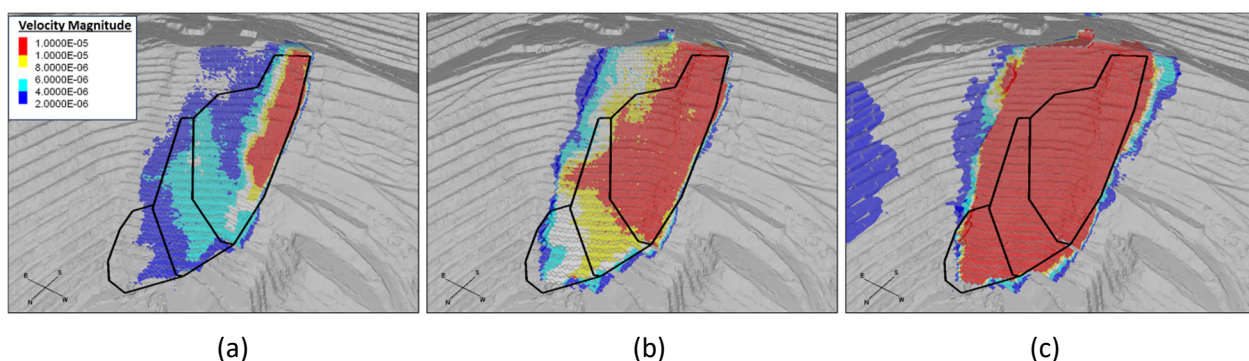 Velocity Magnitude
1.0000E-05
1.0000E-05
8.0000E-06
6.0000E-06
4.0000E-06
2.0000E-06
E S
N W
E S
N W
E S
N W
(a) (b) (c)